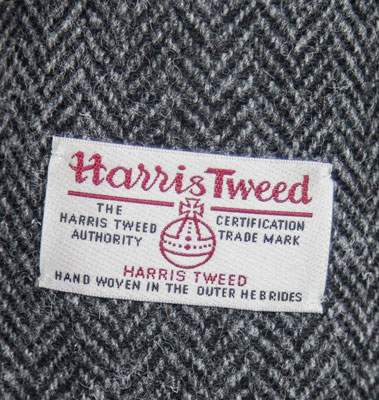 Harris Tweed
THE HARRIS TWEED AUTHORITY
CERTIFICATION TRADE MARK
HARRIS TWEED
HAND WOVEN IN THE OUTER HEBRIDES